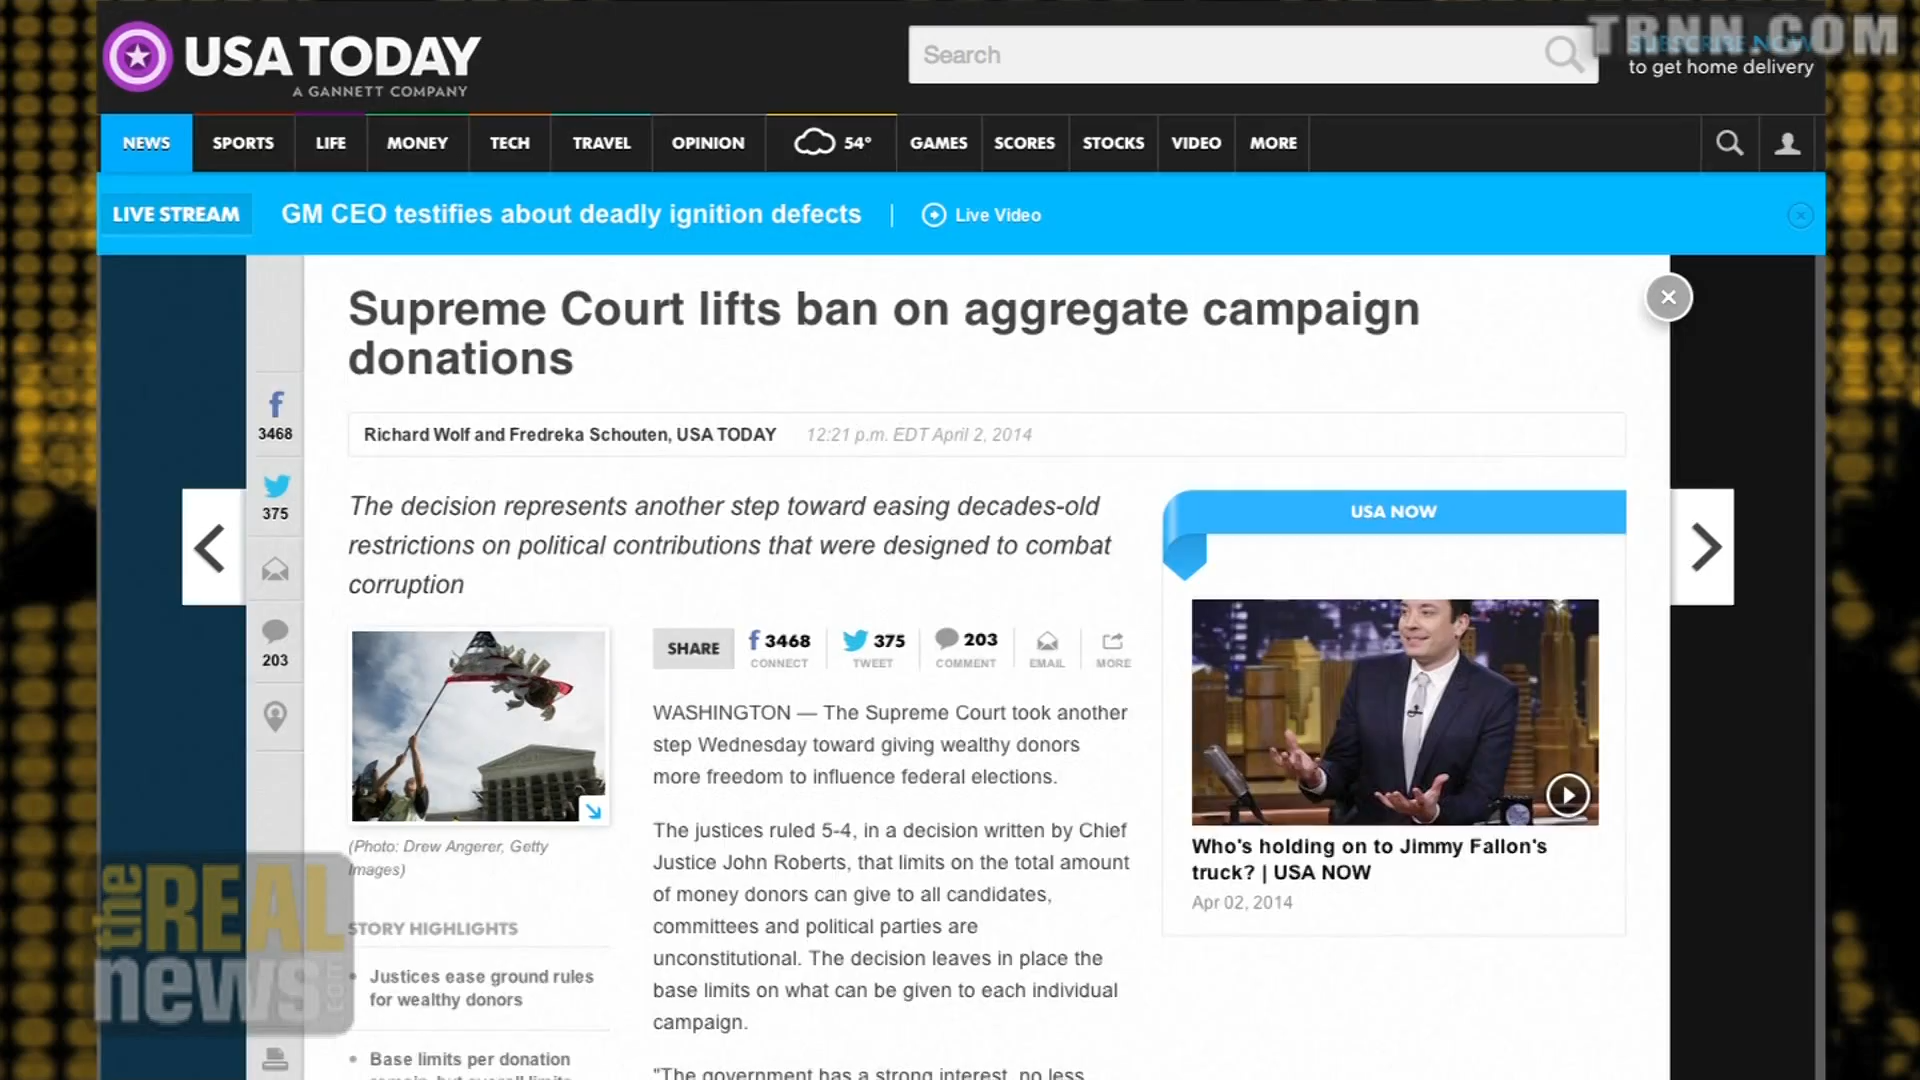 TRNN.COM
USA TODAY
A GANNETT COMPANY
Search
SUBSCRIBE NOW
to get home delivery
NEWS SPORTS LIFE MONEY TECH TRAVEL OPINION 54° GAMES SCORES STOCKS VIDEO MORE
LIVE STREAM GM CEO testifies about deadly ignition defects | Live Video
Supreme Court lifts ban on aggregate campaign
donations
Richard Wolf and Fredreka Schouten, USA TODAY 12:21 p.m. EDT April 2, 2014
3468
375
203
The decision represents another step toward easing decades-old
restrictions on political contributions that were designed to combat
corruption
(Photo: Drew Angerer, Getty
Images)
STORY HIGHLIGHTS
• Justices ease ground rules
for wealthy donors
• Base limits per donation
SHARE 3468 375 203
CONNECT TWEET COMMENT EMAIL MORE
WASHINGTON — The Supreme Court took another
step Wednesday toward giving wealthy donors
more freedom to influence federal elections.
The justices ruled 5-4, in a decision written by Chief
Justice John Roberts, that limits on the total amount
of money donors can give to all candidates,
committees and political parties are
unconstitutional. The decision leaves in place the
base limits on what can be given to each individual
campaign.
"The government has a strong interest, no less
USA NOW
Who's holding on to Jimmy Fallon's
truck? | USA NOW
Apr 02, 2014
the REAL
news.com